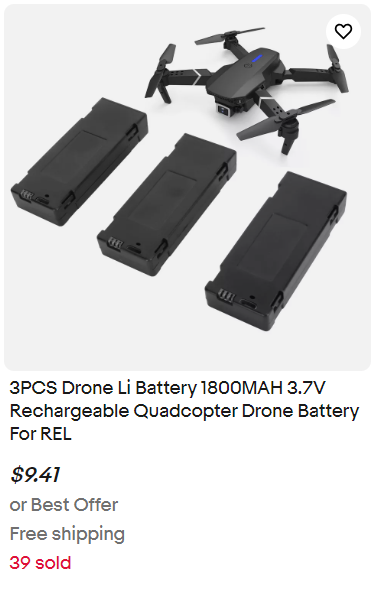 3PCS Drone Li Battery 1800MAH 3.7V
Rechargeable Quadcopter Drone Battery
For REL
$9.41
or Best Offer
Free shipping
39 sold